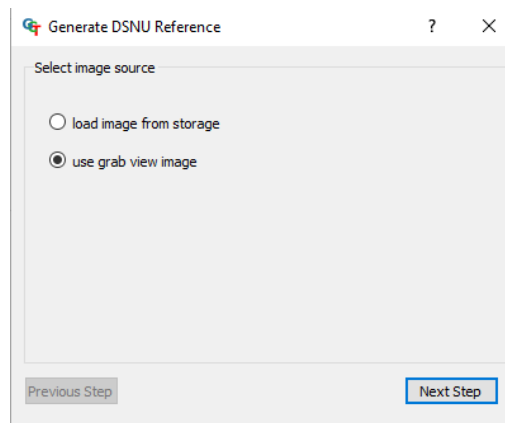 Generate DSNU Reference
Select image source
load image from storage
use grab view image
Previous Step
Next Step